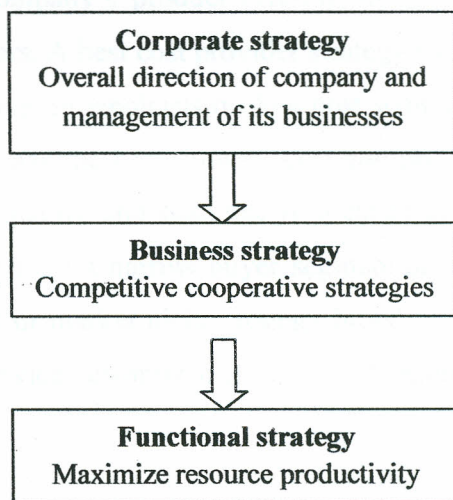 Corporate strategy
Overall direction of company and
management of its businesses
Business strategy
Competitive cooperative strategies
Functional strategy
Maximize resource productivity